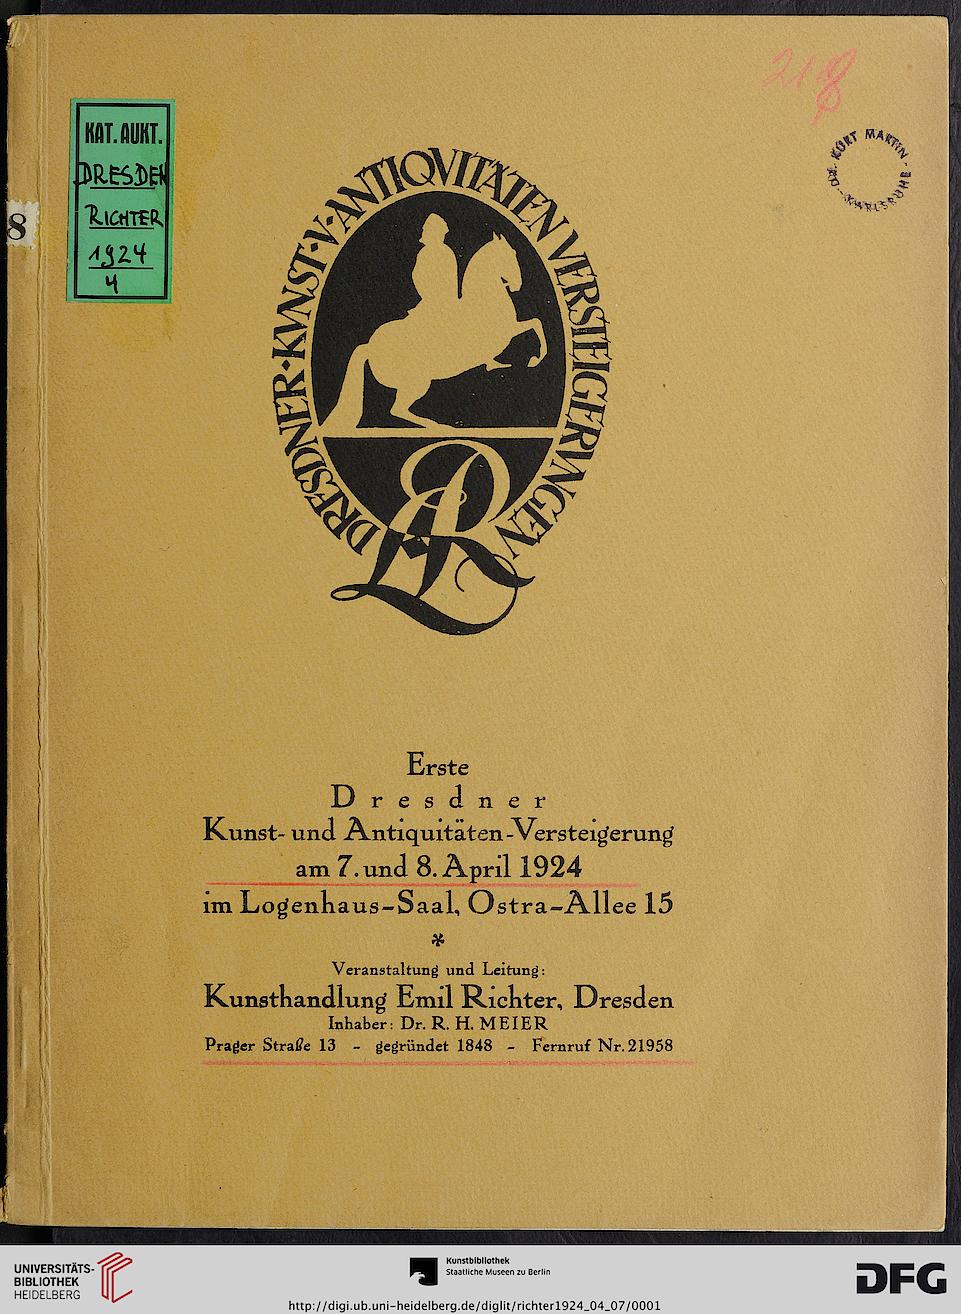 218
KAT. AUKT.
DRESDEN
RICHTER
1924
4
8
DR. KURT MARTIN - KARLSRUHE -
DRESDNER·KVNST·V·ANTIQVITÄTEN VERSTEIGERVNGEN
Erste
Dresdner
Kunst- und Antiquitäten-Versteigerung
am 7. und 8. April 1924
im Logenhaus-Saal, Ostra-Allee 15
*
Veranstaltung und Leitung:
Kunsthandlung Emil Richter, Dresden
Inhaber: Dr. R. H. MEIER
Prager Straße 13 - gegründet 1848 - Fernruf Nr. 21958
UNIVERSITÄTS-
BIBLIOTHEK
HEIDELBERG
Kunstbibliothek
Staatliche Museen zu Berlin
DFG
http://digi.ub.uni-heidelberg.de/diglit/richter1924_04_07/0001